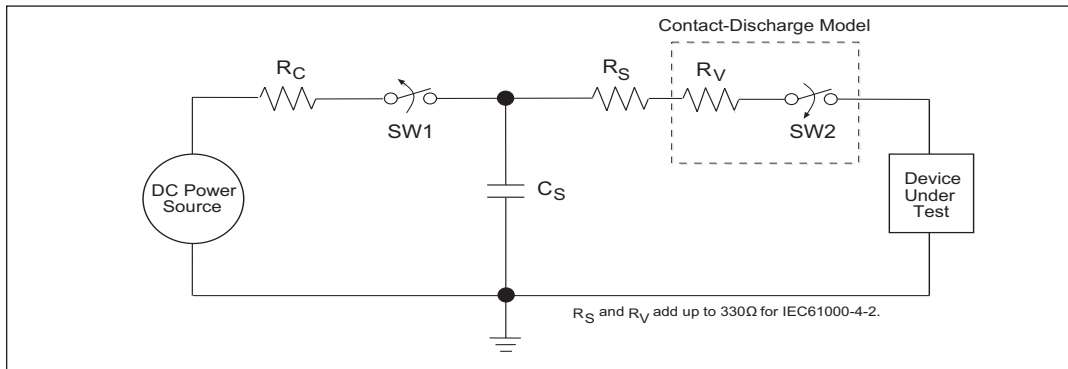 Contact-Discharge Model
RC
RS
RV
SW1
SW2
CS
DC Power
Source
Device
Under
Test
RS and RV add up to 330Ω for IEC61000-4-2.